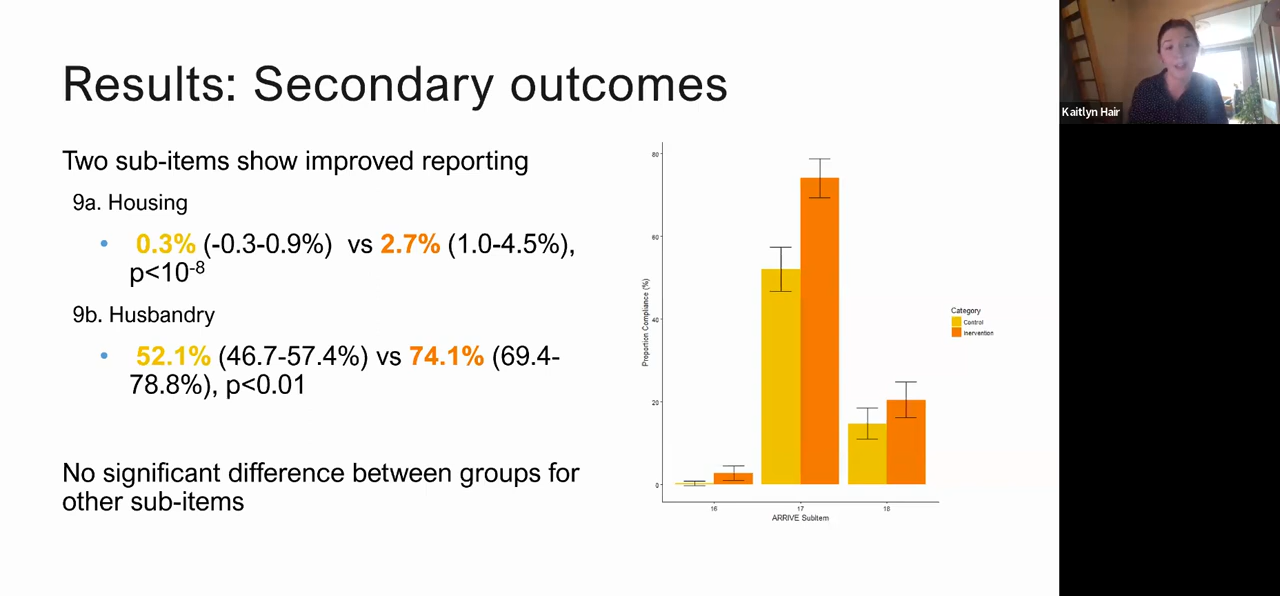 Results: Secondary outcomes
Kaitlyn Hair
Two sub-items show improved reporting
9a. Housing
• 0.3% (-0.3-0.9%) vs 2.7% (1.0-4.5%),
p<10⁻⁸
9b. Husbandry
• 52.1% (46.7-57.4%) vs 74.1% (69.4-
78.8%), p<0.01
No significant difference between groups for
other sub-items
Proportion Compliance (%)
80
60
40
20
0
16 17 18
ARRIVE SubItem
Category
Control
Inervention